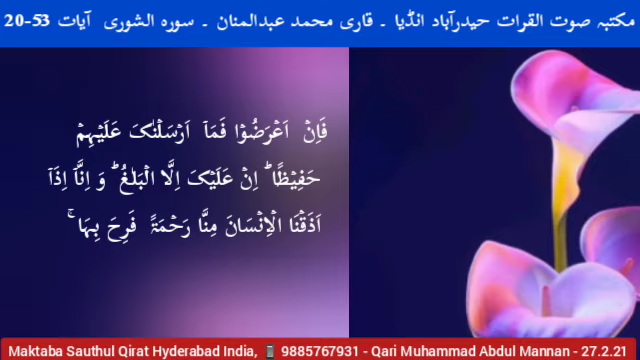 مکتبہ صوت القرات حیدرآباد انڈیا ۔ قاری محمد عبدالمنان ۔ سورہ الشوری آیات 53-20
فَاِنۡ اَعۡرَضُوۡا فَمَاۤ اَرۡسَلۡنٰكَ عَلَيۡهِمۡ
حَفِيۡظًا‌ ؕ اِنۡ عَلَيۡكَ اِلَّا الۡبَلٰغُ‌ ؕ وَ اِنَّاۤ اِذَاۤ
اَذَقۡنَا الۡاِنۡسَانَ مِنَّا رَحۡمَةً فَرِحَ بِهَا ‌ۚ
Maktaba Sauthul Qirat Hyderabad India, 📱 9885767931 - Qari Muhammad Abdul Mannan - 27.2.21